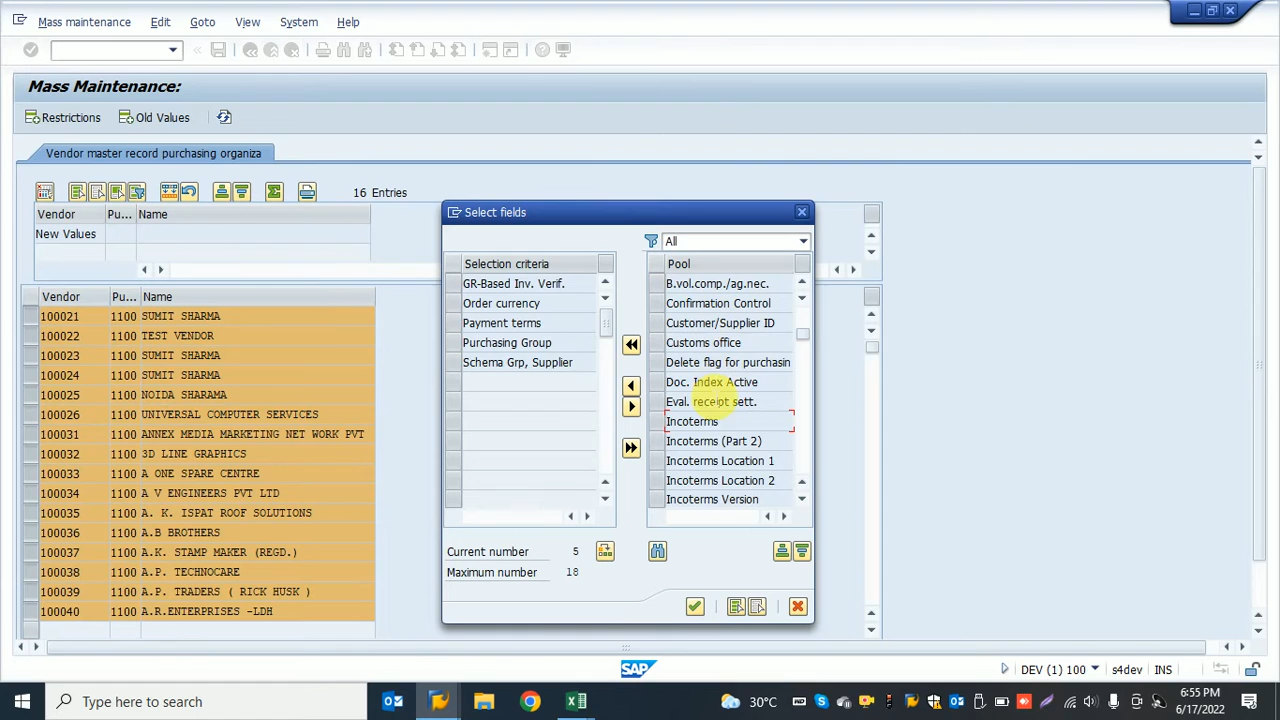 Mass maintenance Edit Goto View System Help
Mass Maintenance:
Restrictions Old Values
Vendor master record purchasing organiza
16 Entries
Vendor Pu... Name
New Values
Vendor Pu... Name
100021 1100 SUMIT SHARMA
100022 1100 TEST VENDOR
100023 1100 SUMIT SHARMA
100024 1100 SUMIT SHARMA
100025 1100 NOIDA SHARAMA
100026 1100 UNIVERSAL COMPUTER SERVICES
100031 1100 ANNEX MEDIA MARKETING NET WORK PVT
100032 1100 3D LINE GRAPHICS
100033 1100 A ONE SPARE CENTRE
100034 1100 A V ENGINEERS PVT LTD
100035 1100 A. K. ISPAT ROOF SOLUTIONS
100036 1100 A.B BROTHERS
100037 1100 A.K. STAMP MAKER (REGD.)
100038 1100 A.P. TECHNOCARE
100039 1100 A.P. TRADERS ( RICK HUSK )
100040 1100 A.R.ENTERPRISES -LDH
Select fields
All
Selection criteria
GR-Based Inv. Verif.
Order currency
Payment terms
Purchasing Group
Schema Grp, Supplier
Pool
B.vol.comp./ag.nec.
Confirmation Control
Customer/Supplier ID
Customs office
Delete flag for purchasin
Doc. Index Active
Eval. receipt sett.
Incoterms
Incoterms (Part 2)
Incoterms Location 1
Incoterms Location 2
Incoterms Version
Current number 5
Maximum number 18
SAP
DEV (1) 100 s4dev INS
Type here to search
30°C
6:55 PM
6/17/2022